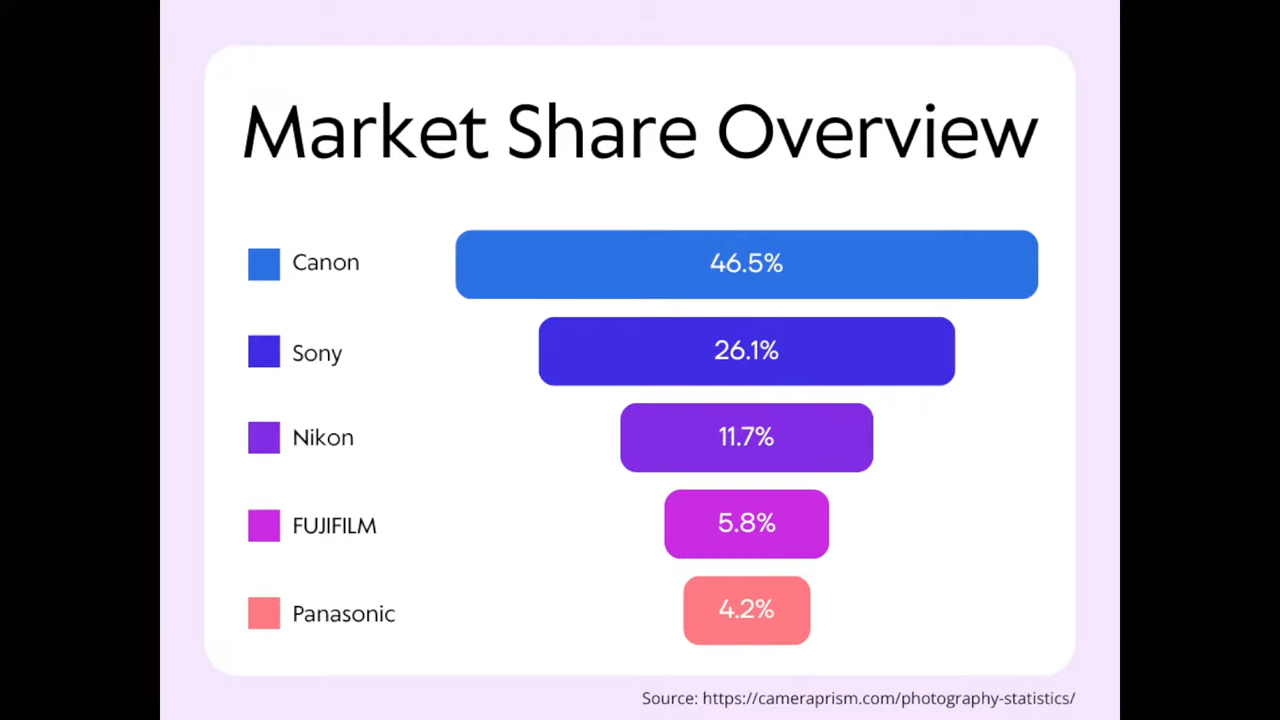 Market Share Overview
Canon 46.5%
Sony 26.1%
Nikon 11.7%
FUJIFILM 5.8%
Panasonic 4.2%
Source: https://cameraprism.com/photography-statistics/